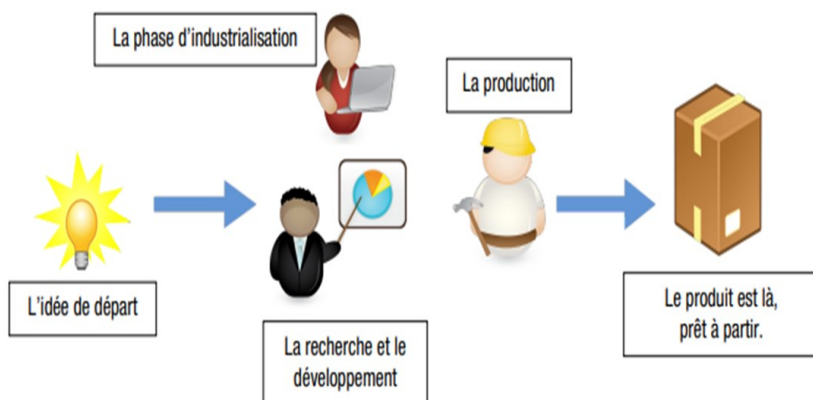 La phase d'industrialisation
La production
L'idée de départ
La recherche et le
développement
Le produit est là,
prêt à partir.